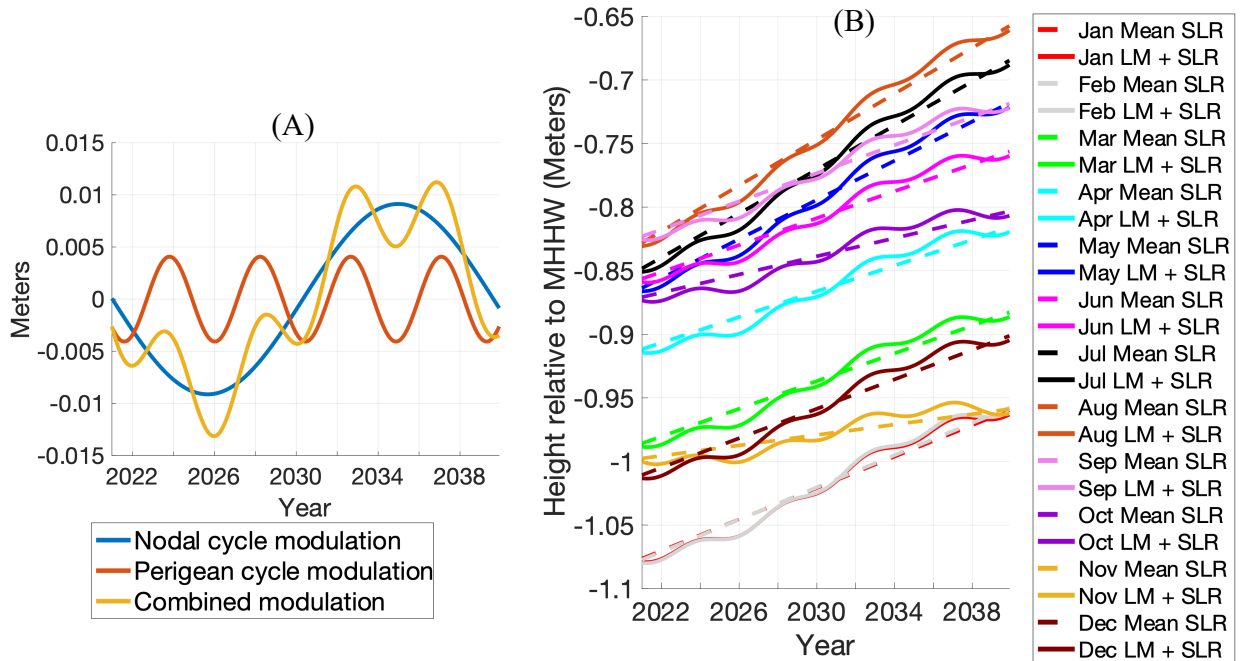 (A)
0.015
0.01
0.005
0
-0.005
-0.01
-0.015
Meters
2022
2026
2030
2034
2038
Year
Nodal cycle modulation
Perigean cycle modulation
Combined modulation
(B)
-0.65
-0.7
-0.75
-0.8
-0.85
-0.9
-0.95
-1
-1.05
-1.1
Height relative to MHHW (Meters)
2022
2026
2030
2034
2038
Year
Jan Mean SLR
Jan LM + SLR
Feb Mean SLR
Feb LM + SLR
Mar Mean SLR
Mar LM + SLR
Apr Mean SLR
Apr LM + SLR
May Mean SLR
May LM + SLR
Jun Mean SLR
Jun LM + SLR
Jul Mean SLR
Jul LM + SLR
Aug Mean SLR
Aug LM + SLR
Sep Mean SLR
Sep LM + SLR
Oct Mean SLR
Oct LM + SLR
Nov Mean SLR
Nov LM + SLR
Dec Mean SLR
Dec LM + SLR